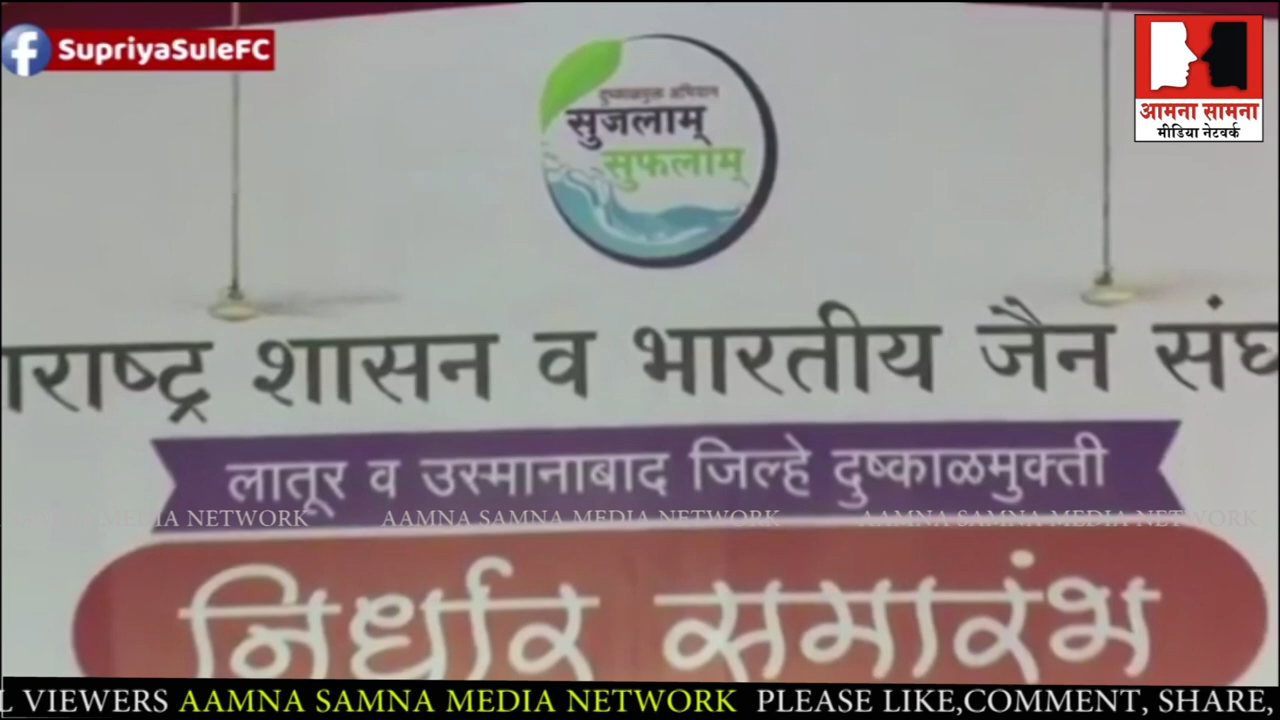 SupriyaSuleFC
आमना सामना
मीडिया नेटवर्क
दुष्काळमुक्त अभियान
सुजलाम्
सुफलाम्
राष्ट्र शासन व भारतीय जैन संघ
लातूर व उस्मानाबाद जिल्हे दुष्काळमुक्ती
MEDIA NETWORK AAMNA SAMNA MEDIA NETWORK AAMNA SAMNA MEDIA NETWORK
निर्धार समारंभ
VIEWERS AAMNA SAMNA MEDIA NETWORK PLEASE LIKE,COMMENT, SHARE,